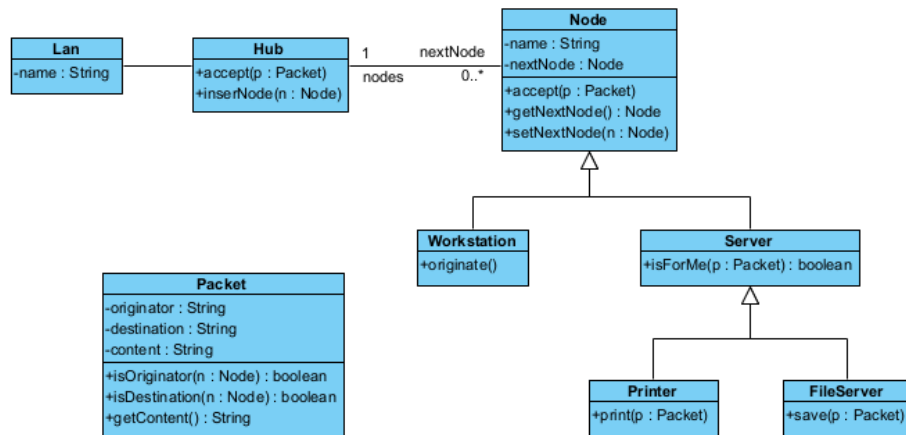 Lan
-name : String
Hub
+accept(p : Packet)
+inserNode(n : Node)
1
nodes
nextNode
0..*
Node
-name : String
-nextNode : Node
+accept(p : Packet)
+getNextNode() : Node
+setNextNode(n : Node)
Workstation
+originate()
Server
+isForMe(p : Packet) : boolean
Packet
-originator : String
-destination : String
-content : String
+isOriginator(n : Node) : boolean
+isDestination(n : Node) : boolean
+getContent() : String
Printer
+print(p : Packet)
FileServer
+save(p : Packet)